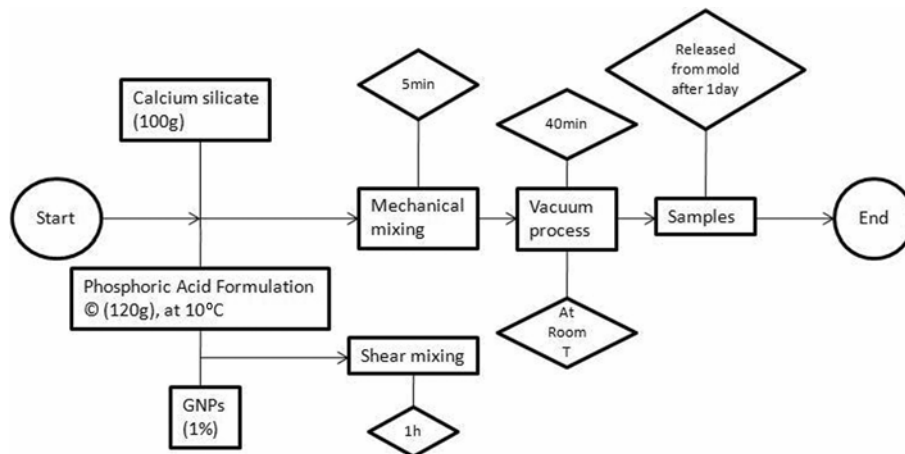 Released
from mold
after 1day
5min
Calcium silicate
(100g)
40min
Start
Mechanical
mixing
Vacuum
process
Samples
End
Phosphoric Acid Formulation
© (120g), at 10°C
At
Room
T
Shear mixing
GNPs
(1%)
1h